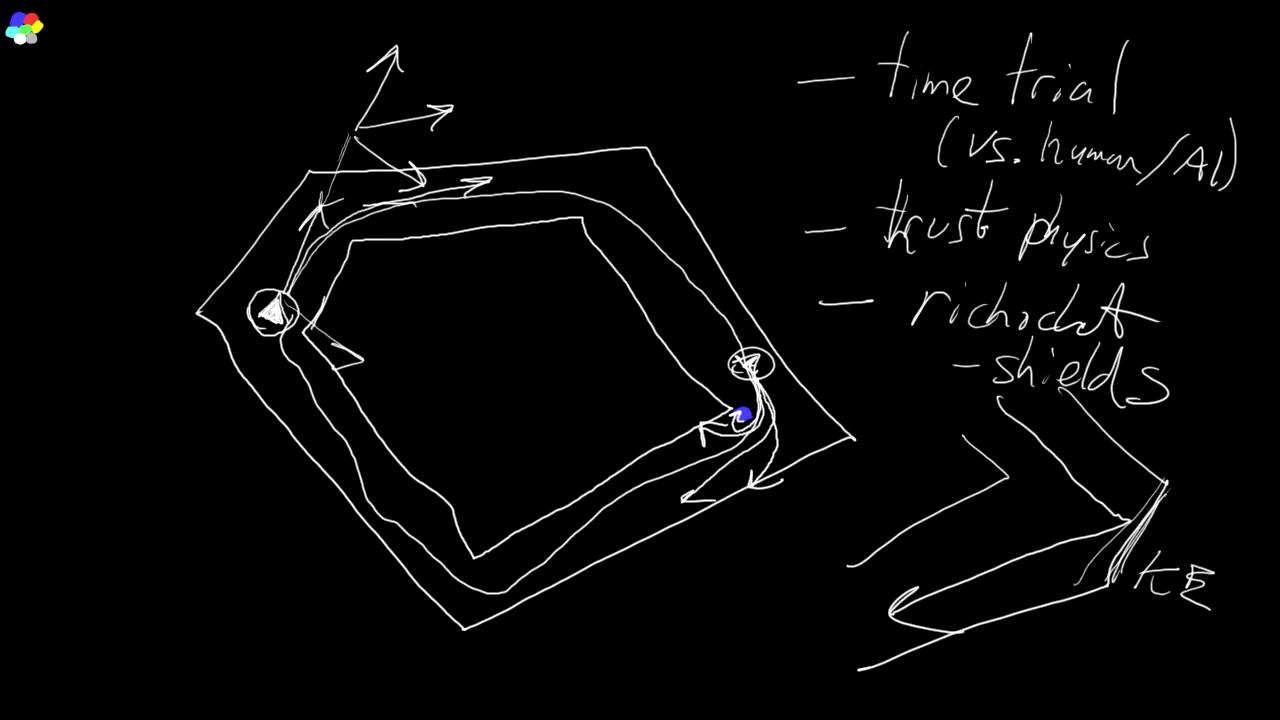 — time trial
(vs. human/AI)
— thrust physics
— richochet
- shields
KE